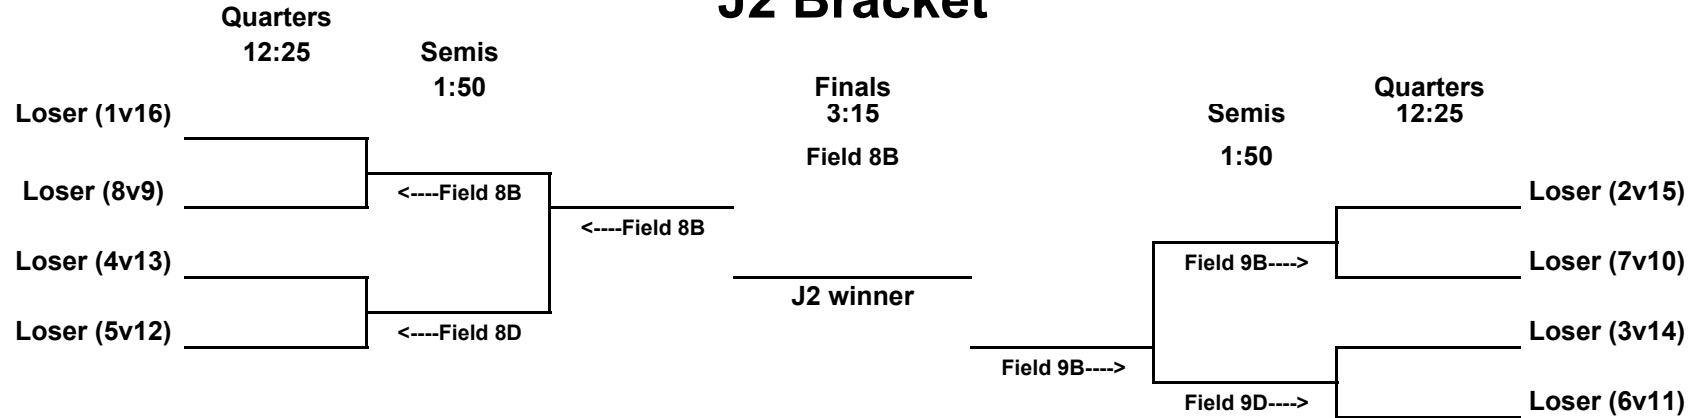 J2 Bracket
Quarters
12:25
Semis
1:50
Finals
3:15
Field 8B
Quarters
12:25
Semis
1:50
Loser (1v16)
Loser (8v9)
<----Field 8B
<----Field 8B
Loser (4v13)
Loser (5v12)
<----Field 8D
J2 winner
Loser (2v15)
Field 9B---->
Loser (7v10)
Loser (3v14)
Field 9B---->
Field 9D---->
Loser (6v11)